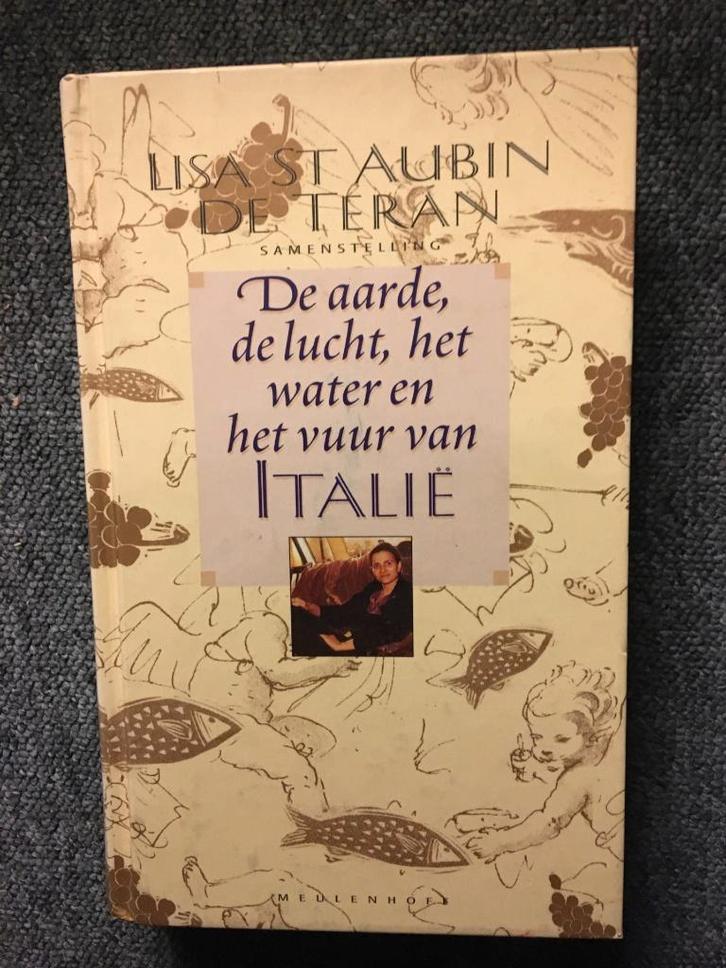 LISA ST AUBIN
DE TERAN
SAMENSTELLING
De aarde,
de lucht, het
water en
het vuur van
ITALIË
MEULENHOFF